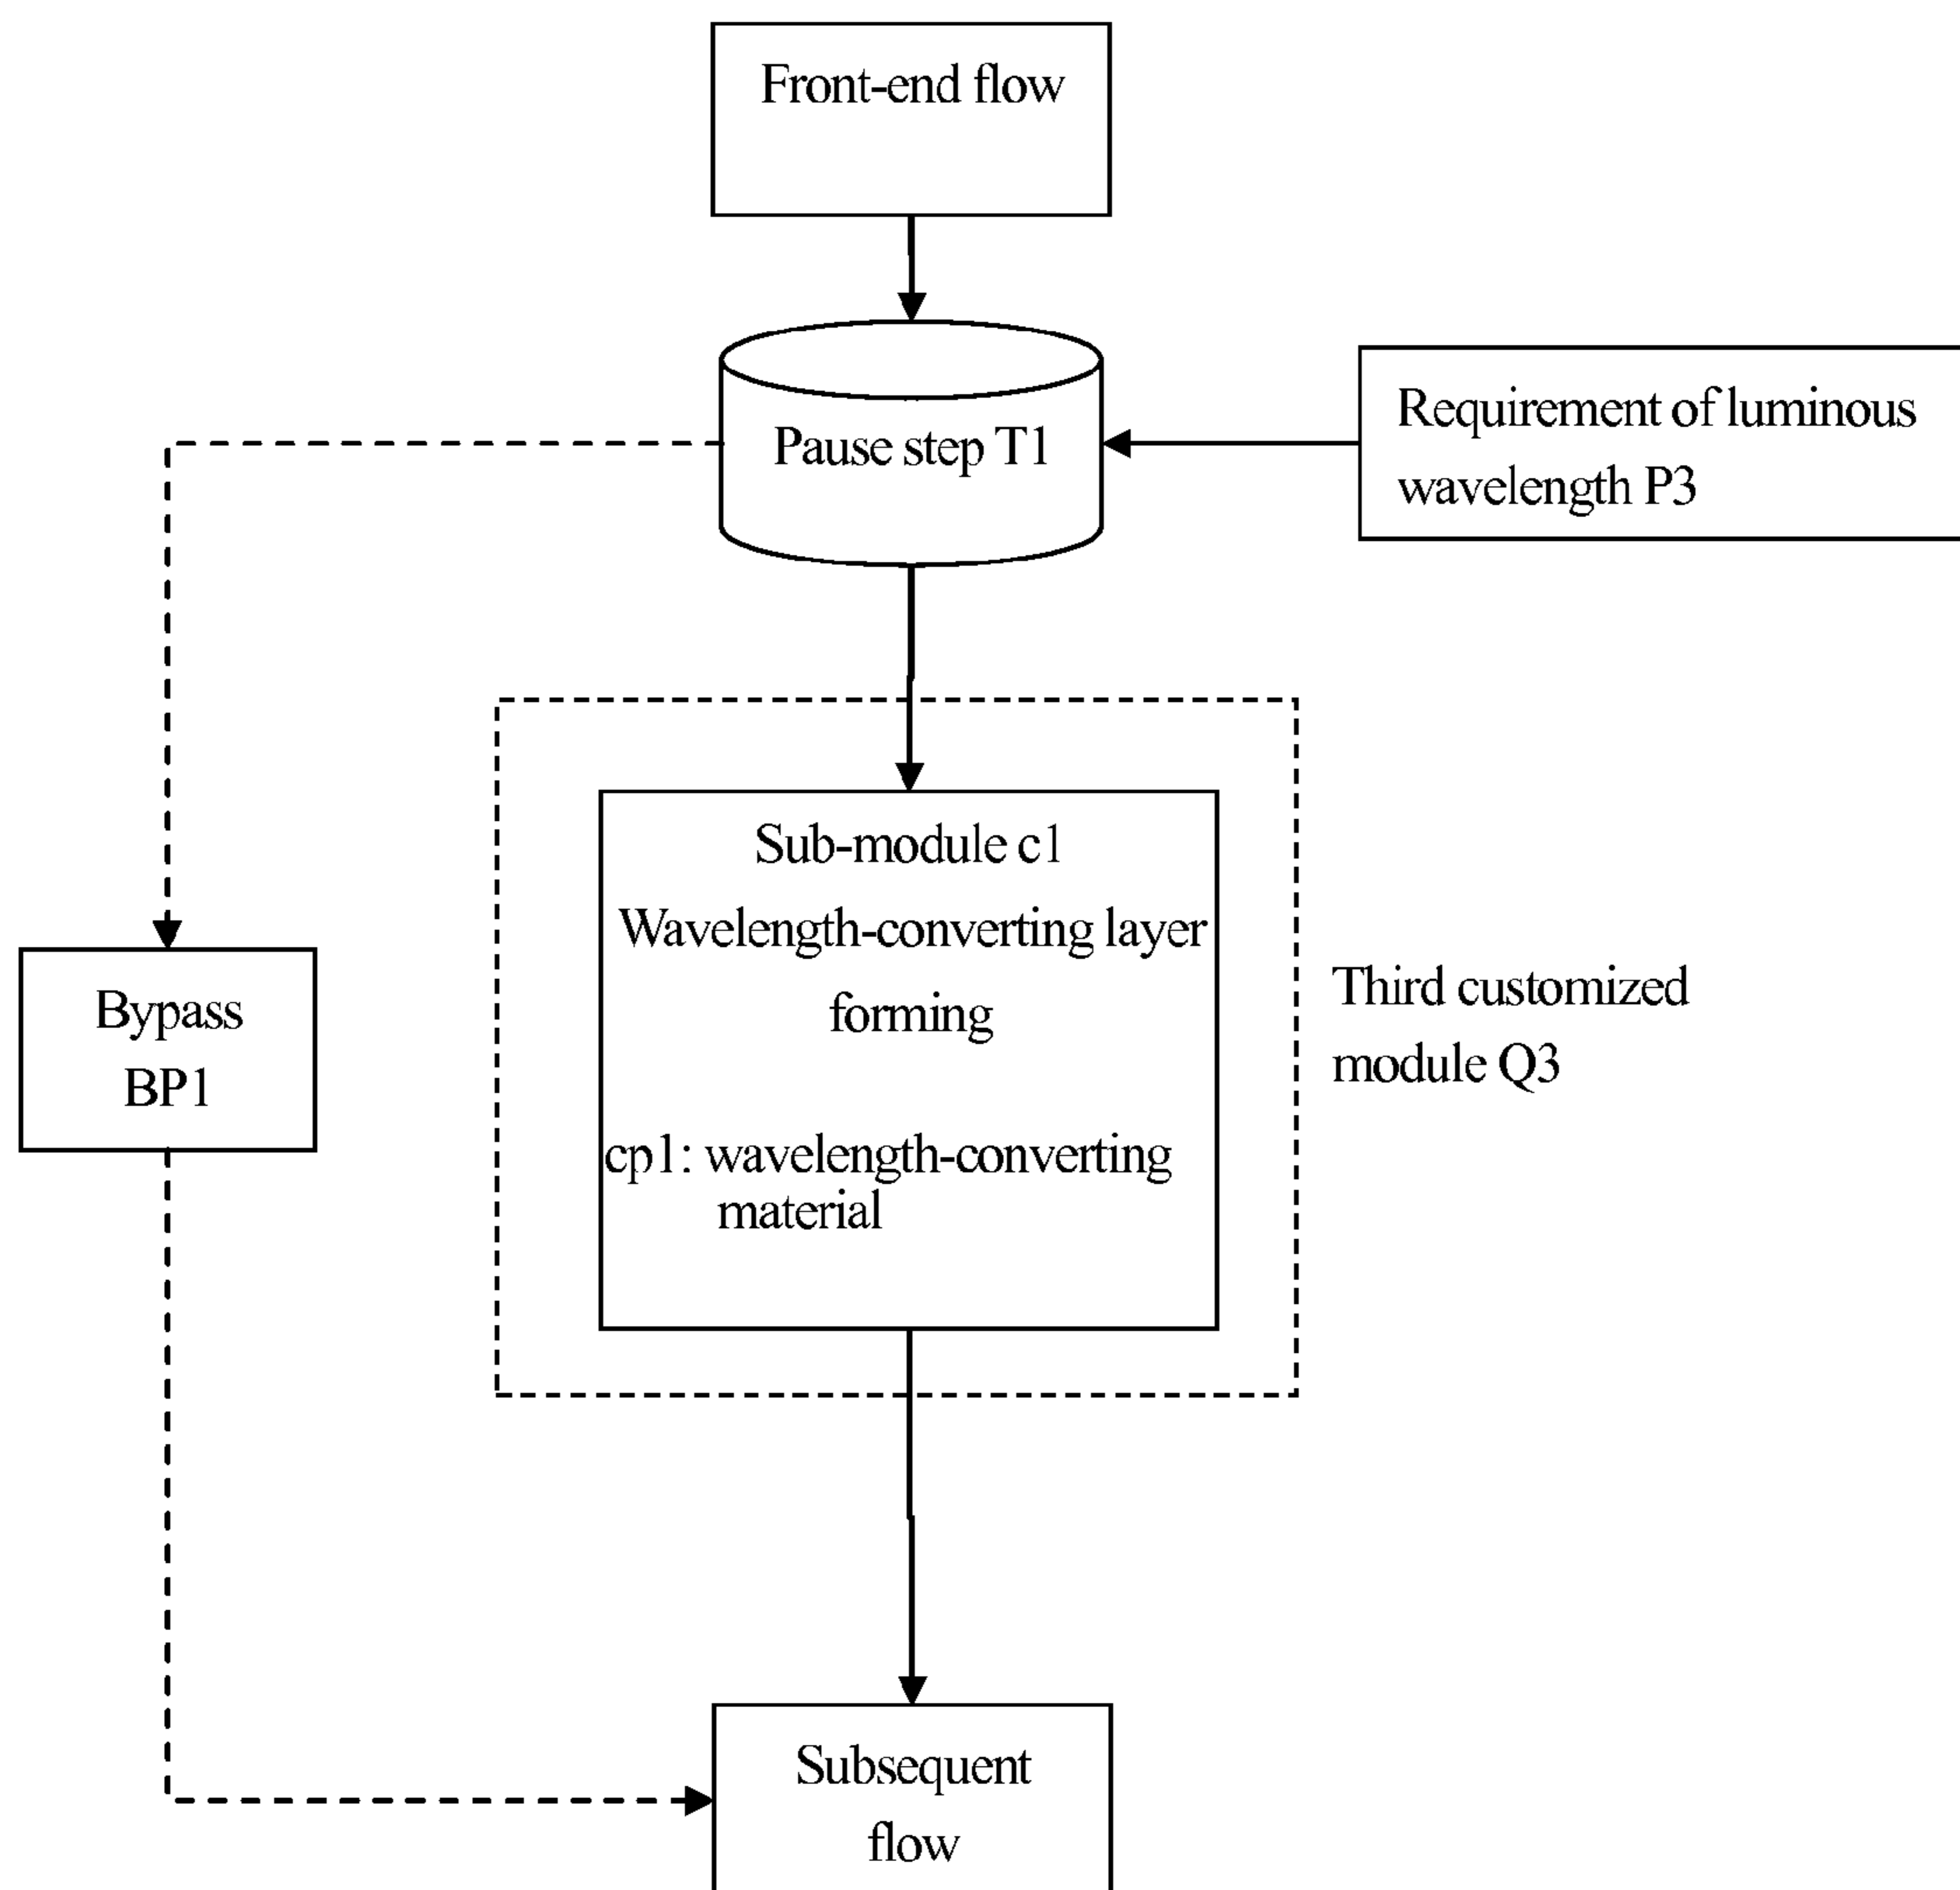 Front-end flow
Pause step T1
Requirement of luminous
wavelength P3
Sub-module c1
Wavelength-converting layer
forming
cp1: wavelength-converting
material
Third customized
module Q3
Bypass
BP1
Subsequent
flow